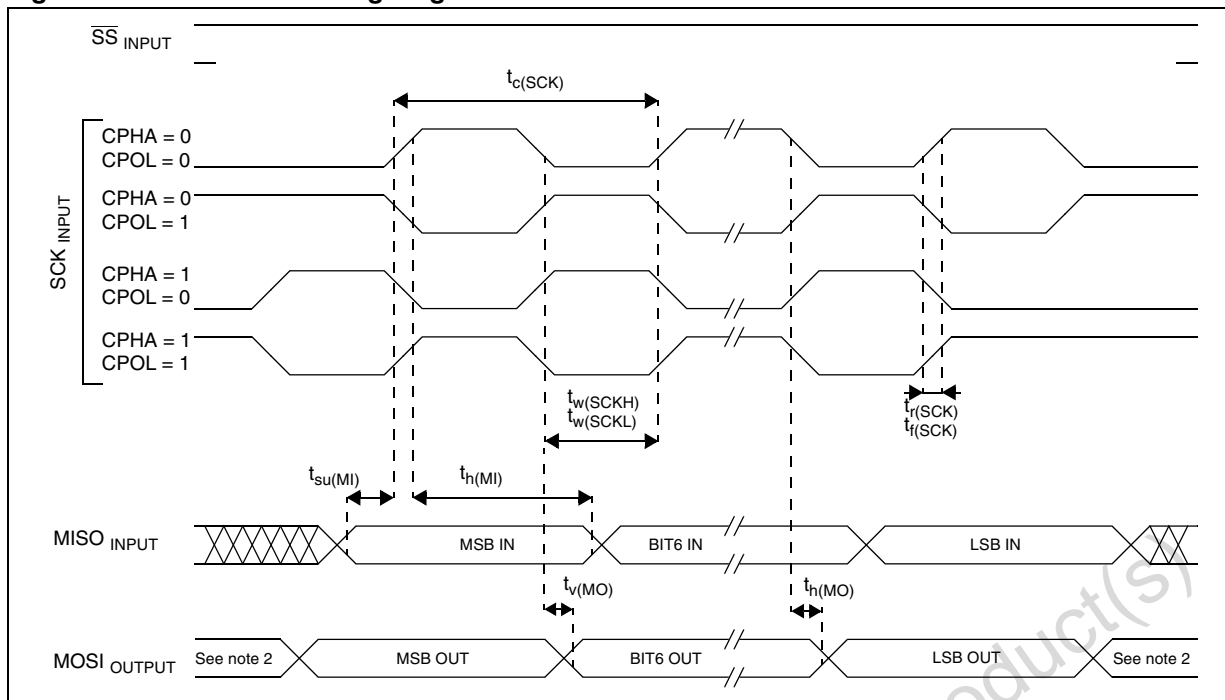 SS INPUT
tc(SCK)
SCK INPUT
CPHA = 0
CPOL = 0
CPHA = 0
CPOL = 1
CPHA = 1
CPOL = 0
CPHA = 1
CPOL = 1
tw(SCKH)
tw(SCKL)
tr(SCK)
tf(SCK)
tsu(MI)
th(MI)
MISO INPUT
MSB IN
BIT6 IN
LSB IN
tv(MO)
th(MO)
MOSI OUTPUT
See note 2
MSB OUT
BIT6 OUT
LSB OUT
See note 2